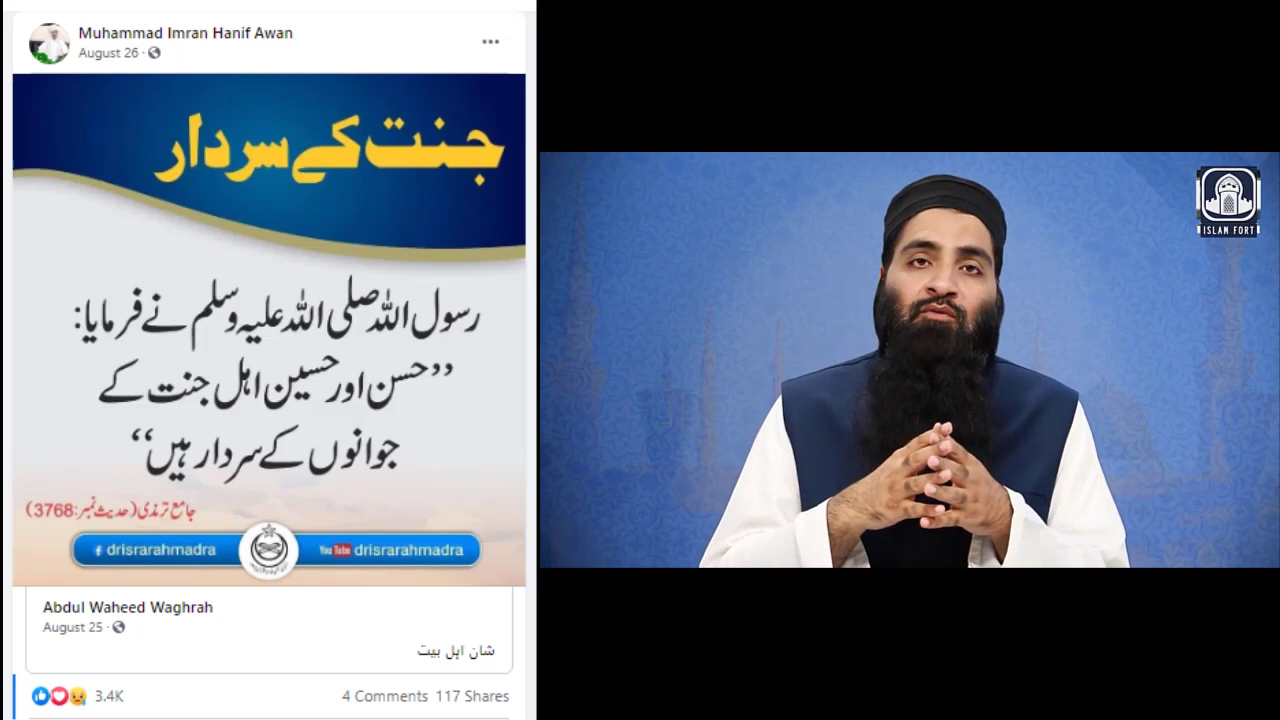 Muhammad Imran Hanif Awan
August 26
جنت کے سردار
رسول اللہ صلی اللہ علیہ وسلم نے فرمایا:
”حسن اور حسین اہل جنت کے
جوانوں کے سردار ہیں“
جامع ترمذی (حدیث نمبر: 3768)
f drisrarahmadra
You Tube drisrarahmadra
Abdul Waheed Waghrah
August 25
شان اہل بیت
3.4K
4 Comments 117 Shares
ISLAM FORT